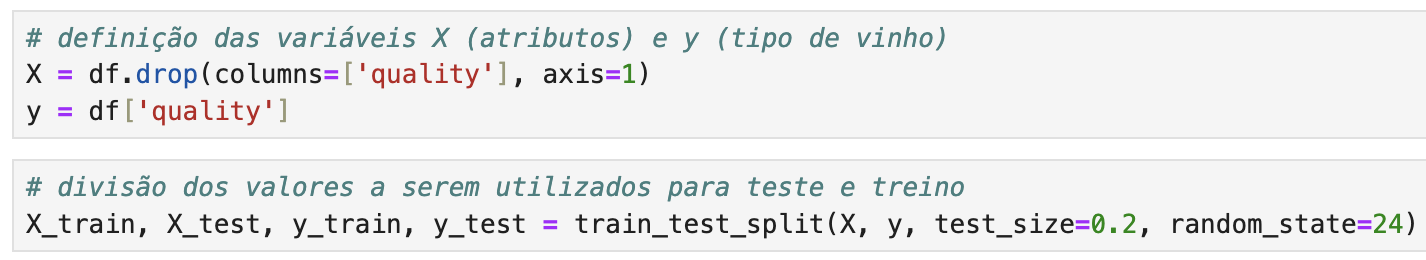 # definição das variáveis X (atributos) e y (tipo de vinho)
X = df.drop(columns=['quality'], axis=1)
y = df['quality']
# divisão dos valores a serem utilizados para teste e treino
X_train, X_test, y_train, y_test = train_test_split(X, y, test_size=0.2, random_state=24)